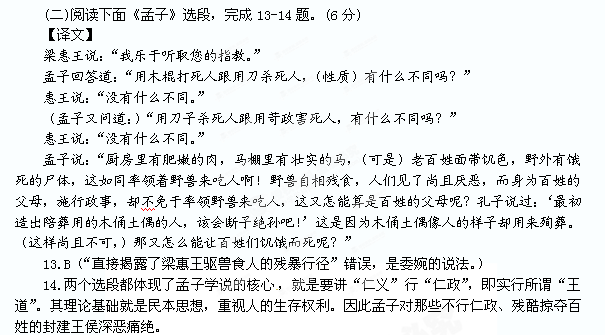 (二)阅读下面《孟子》选段，完成13-14题。(6分)
【译文】
梁惠王说：“我乐于听取您的指教。”
孟子回答道：“用木棍打死人跟用刀杀死人，(性质)有什么不同吗？”
惠王说：“没有什么不同。”
(孟子又问道：)“用刀子杀死人跟用苛政害死人，有什么不同吗？”
惠王说：“没有什么不同。”
孟子说：“厨房里有肥嫩的肉，马棚里有壮实的马，(可是)老百姓面带饥色，野外有饿
死的尸体，这如同率领着野兽来吃人啊！野兽自相残食，人们见了尚且厌恶，而身为百姓的
父母，施行政事，却不免于率领野兽来吃人，这又怎能算是百姓的父母呢？孔子说过：‘最初
造出陪葬用的木俑土偶的人，该会断子绝孙吧!’这是因为木俑土偶像人的样子却用来殉葬。
(这样尚且不可,)那又怎么能让百姓们饥饿而死呢？”
13.B(“直接揭露了梁惠王驱兽食人的残暴行径”错误，是委婉的说法。)
14.两个选段都体现了孟子学说的核心，就是要讲“仁义”行“仁政”，即实行所谓“王
道”。其理论基础就是民本思想，重视人的生存权利。因此孟子对那些不行仁政、残酷掠夺百
姓的封建王侯深恶痛绝。